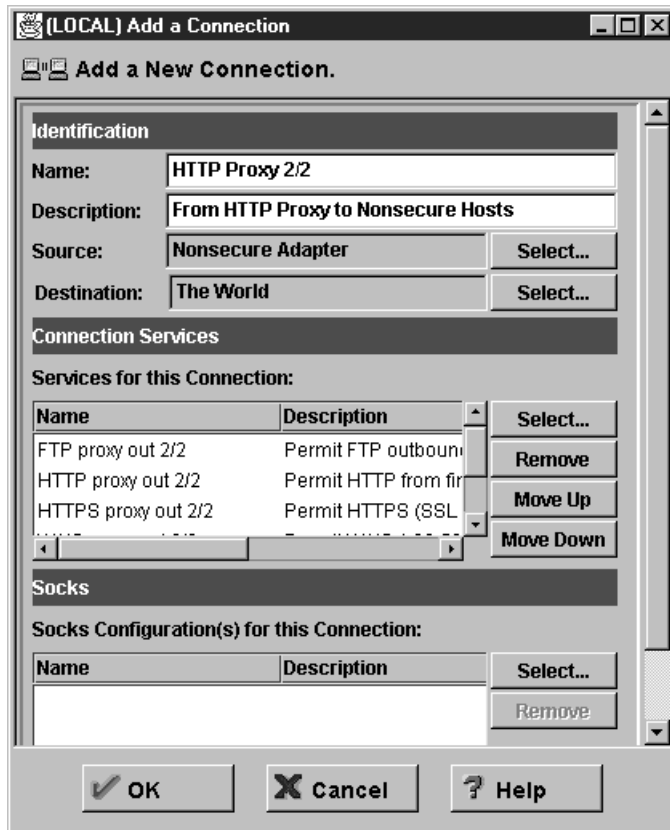 (LOCAL) Add a Connection
Add a New Connection.
Identification
Name: HTTP Proxy 2/2
Description: From HTTP Proxy to Nonsecure Hosts
Source: Nonsecure Adapter Select...
Destination: The World Select...
Connection Services
Services for this Connection:
Name Description Select...
FTP proxy out 2/2 Permit FTP outbound
Remove
HTTP proxy out 2/2 Permit HTTP from
Move Up
HTTPS proxy out 2/2 Permit HTTPS (SSL
Move Down
Socks
Socks Configuration(s) for this Connection:
Name Description Select...
Remove
OK Cancel Help